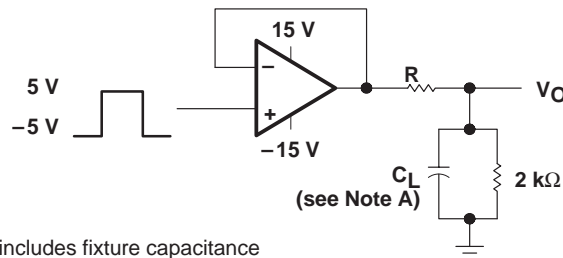 15 V
5 V
−5 V
−
+
−15 V
R
VO
CL
(see Note A)
2 kΩ
includes fixture capacitance